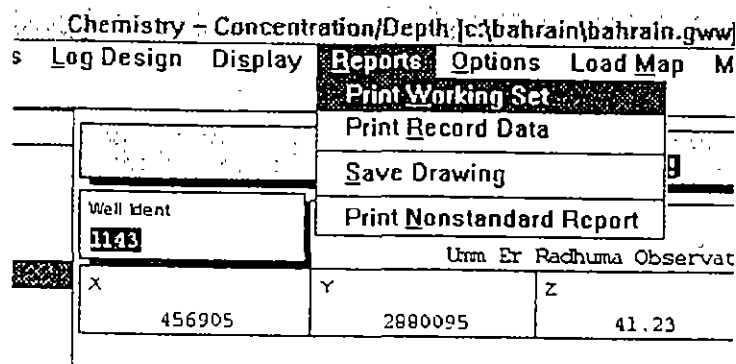 Chemistry – Concentration/Depth [c:\bahrain\bahrain.gww]
s Log Design Display Reports Options Load Map M
Print Working Set
Print Record Data
Save Drawing
g
Well Ident
Print Nonstandard Report
1143
Umm Er Radhuma Observat
X Y Z
456905 2880095 41.23